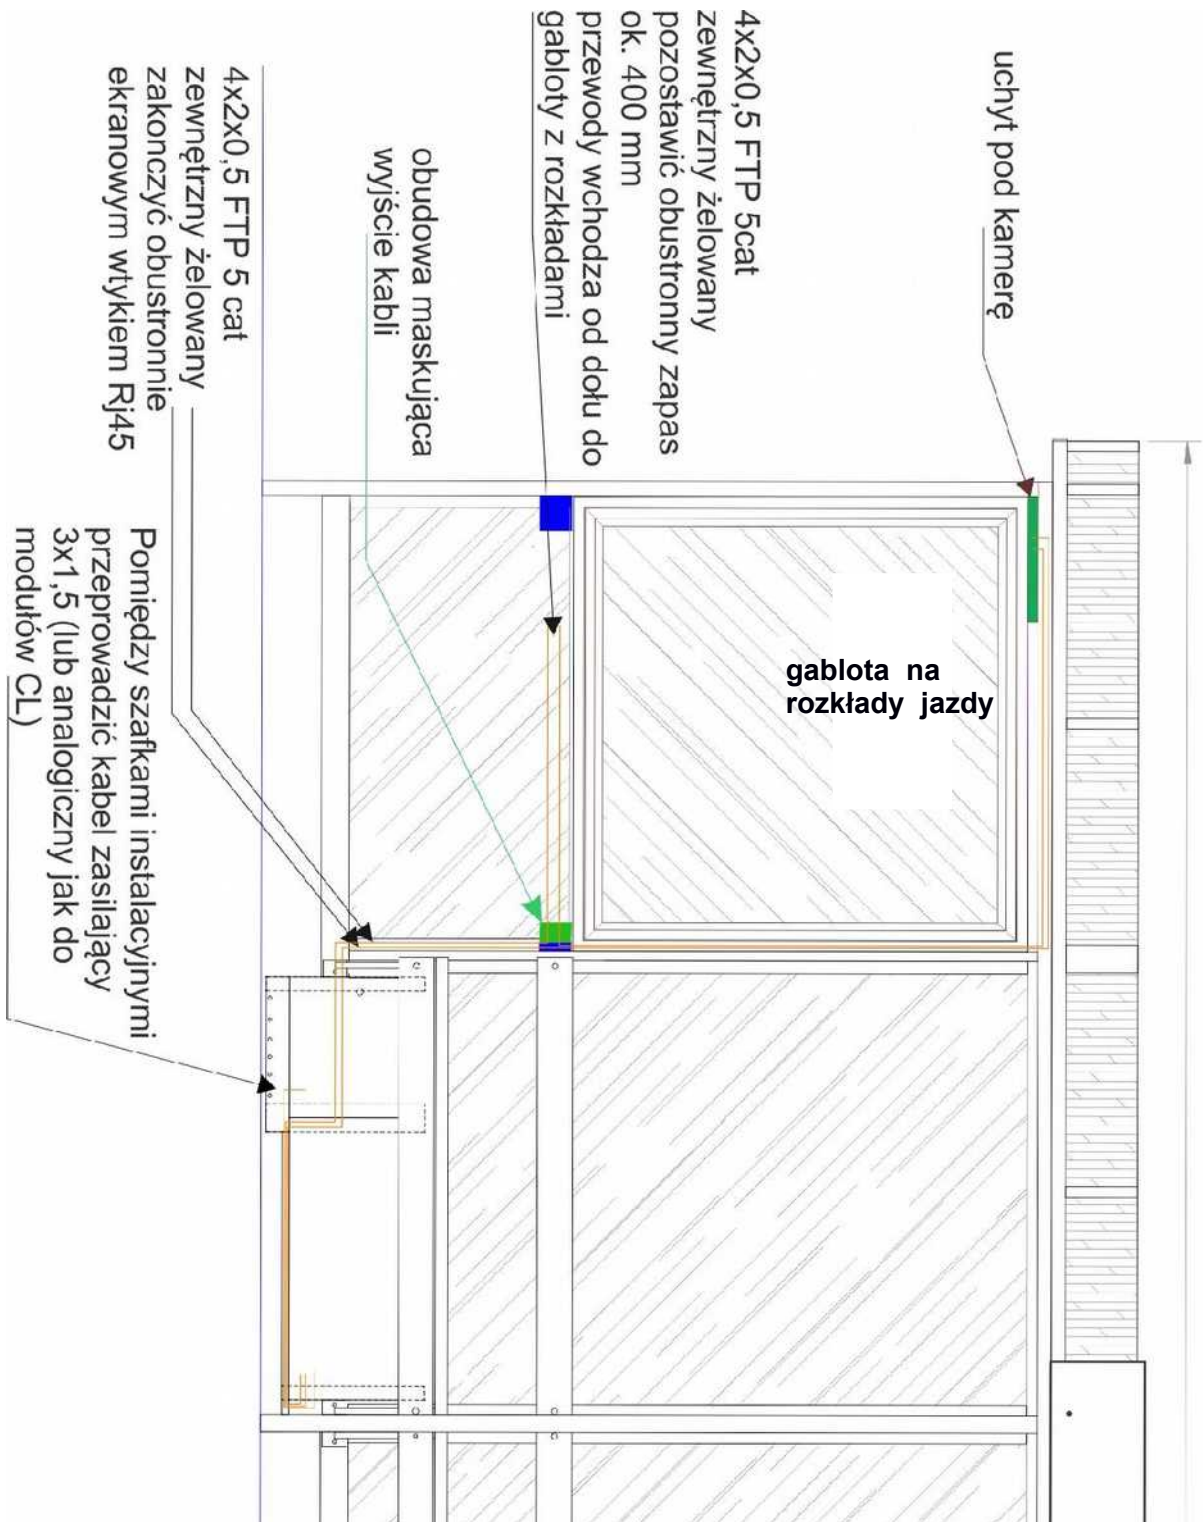 uchyt pod kamerę
4x2x0,5 FTP 5cat
zewnętrzny żelowany
pozostawić obustronny zapas
ok. 400 mm
przewody wchodza od dołu do
gabloty z rozkładami
obudowa maskująca
wyjście kabli
4x2x0,5 FTP 5 cat
zewnętrzny żelowany
zakonczyć obustronnie
ekranowym wtykiem Rj45
gablota na
rozkłady jazdy
Pomiędzy szafkami instalacyjnymi
przeprowadzić kabel zasilający
3x1,5 (lub analogiczny jak do
modułów CL)